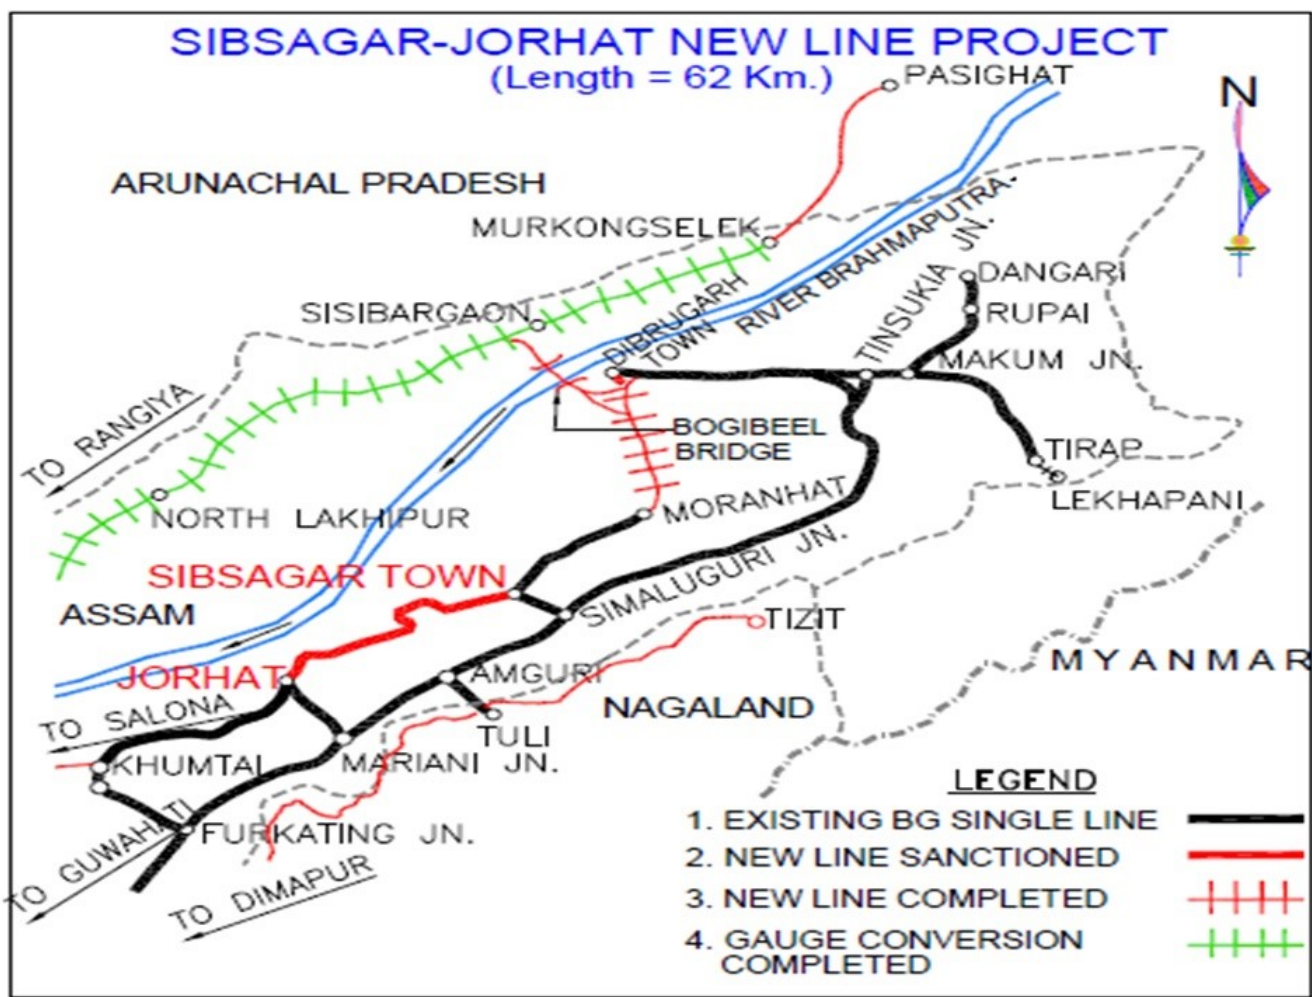 SIBSAGAR-JORHAT NEW LINE PROJECT
(Length = 62 Km.)
PASIGHAT
N
ARUNACHAL PRADESH
MURKONGSELEK
RIVER BRAHMAPUTRA
TINSUKIA JN.
DANGARI
SISIBARGAON
DIBRUGARH
TOWN
RUPAI
MAKUM JN.
TO RANGIYA
BOGIBEEL
BRIDGE
TIRAP
LEKHAPANI
NORTH LAKHIPUR
MORANHAT
SIBSAGAR TOWN
SIMALUGURI JN.
ASSAM
TIZIT
MYANMAR
JORHAT
AMGURI
NAGALAND
TO SALONA
TULI
KHUMTAI
MARIANI JN.
FURKATING JN.
TO GUWAHATI
TO DIMAPUR
LEGEND
1. EXISTING BG SINGLE LINE
2. NEW LINE SANCTIONED
3. NEW LINE COMPLETED
4. GAUGE CONVERSION
COMPLETED